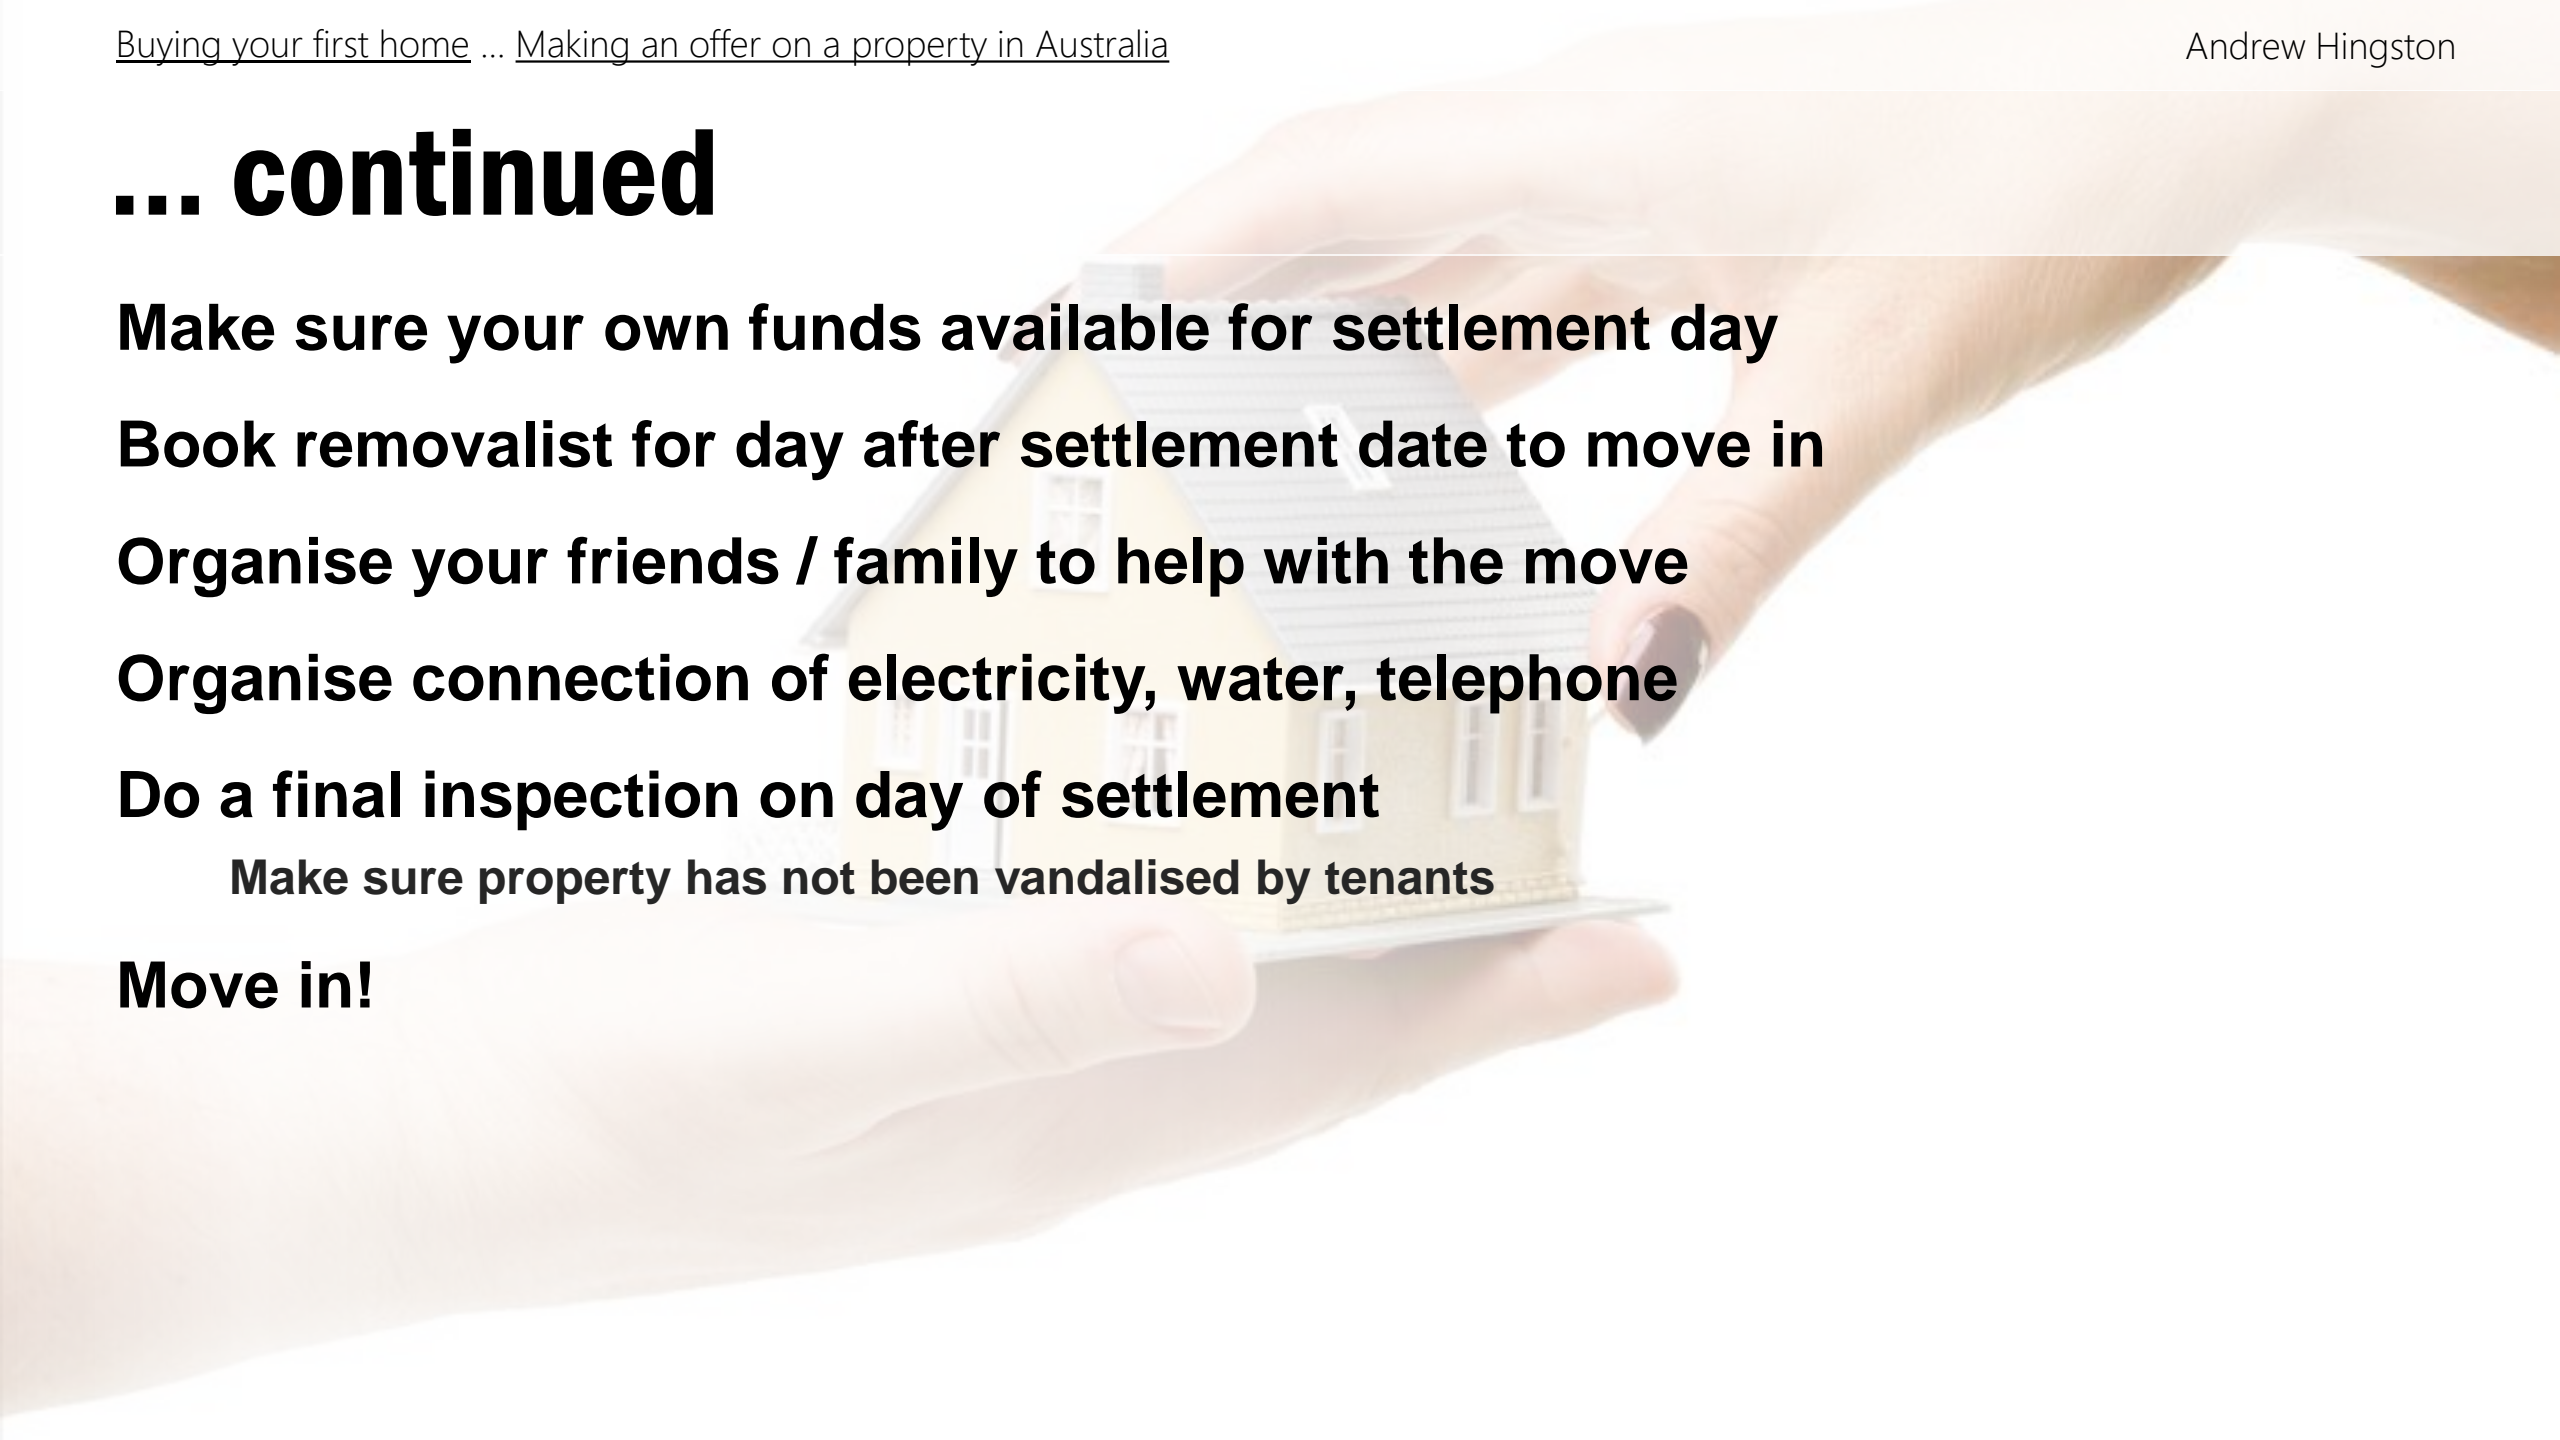 Buying your first home ... Making an offer on a property in Australia
Andrew Hingston
... continued
Make sure your own funds available for settlement day
Book removalist for day after settlement date to move in
Organise your friends / family to help with the move
Organise connection of electricity, water, telephone
Do a final inspection on day of settlement
Make sure property has not been vandalised by tenants
Move in!